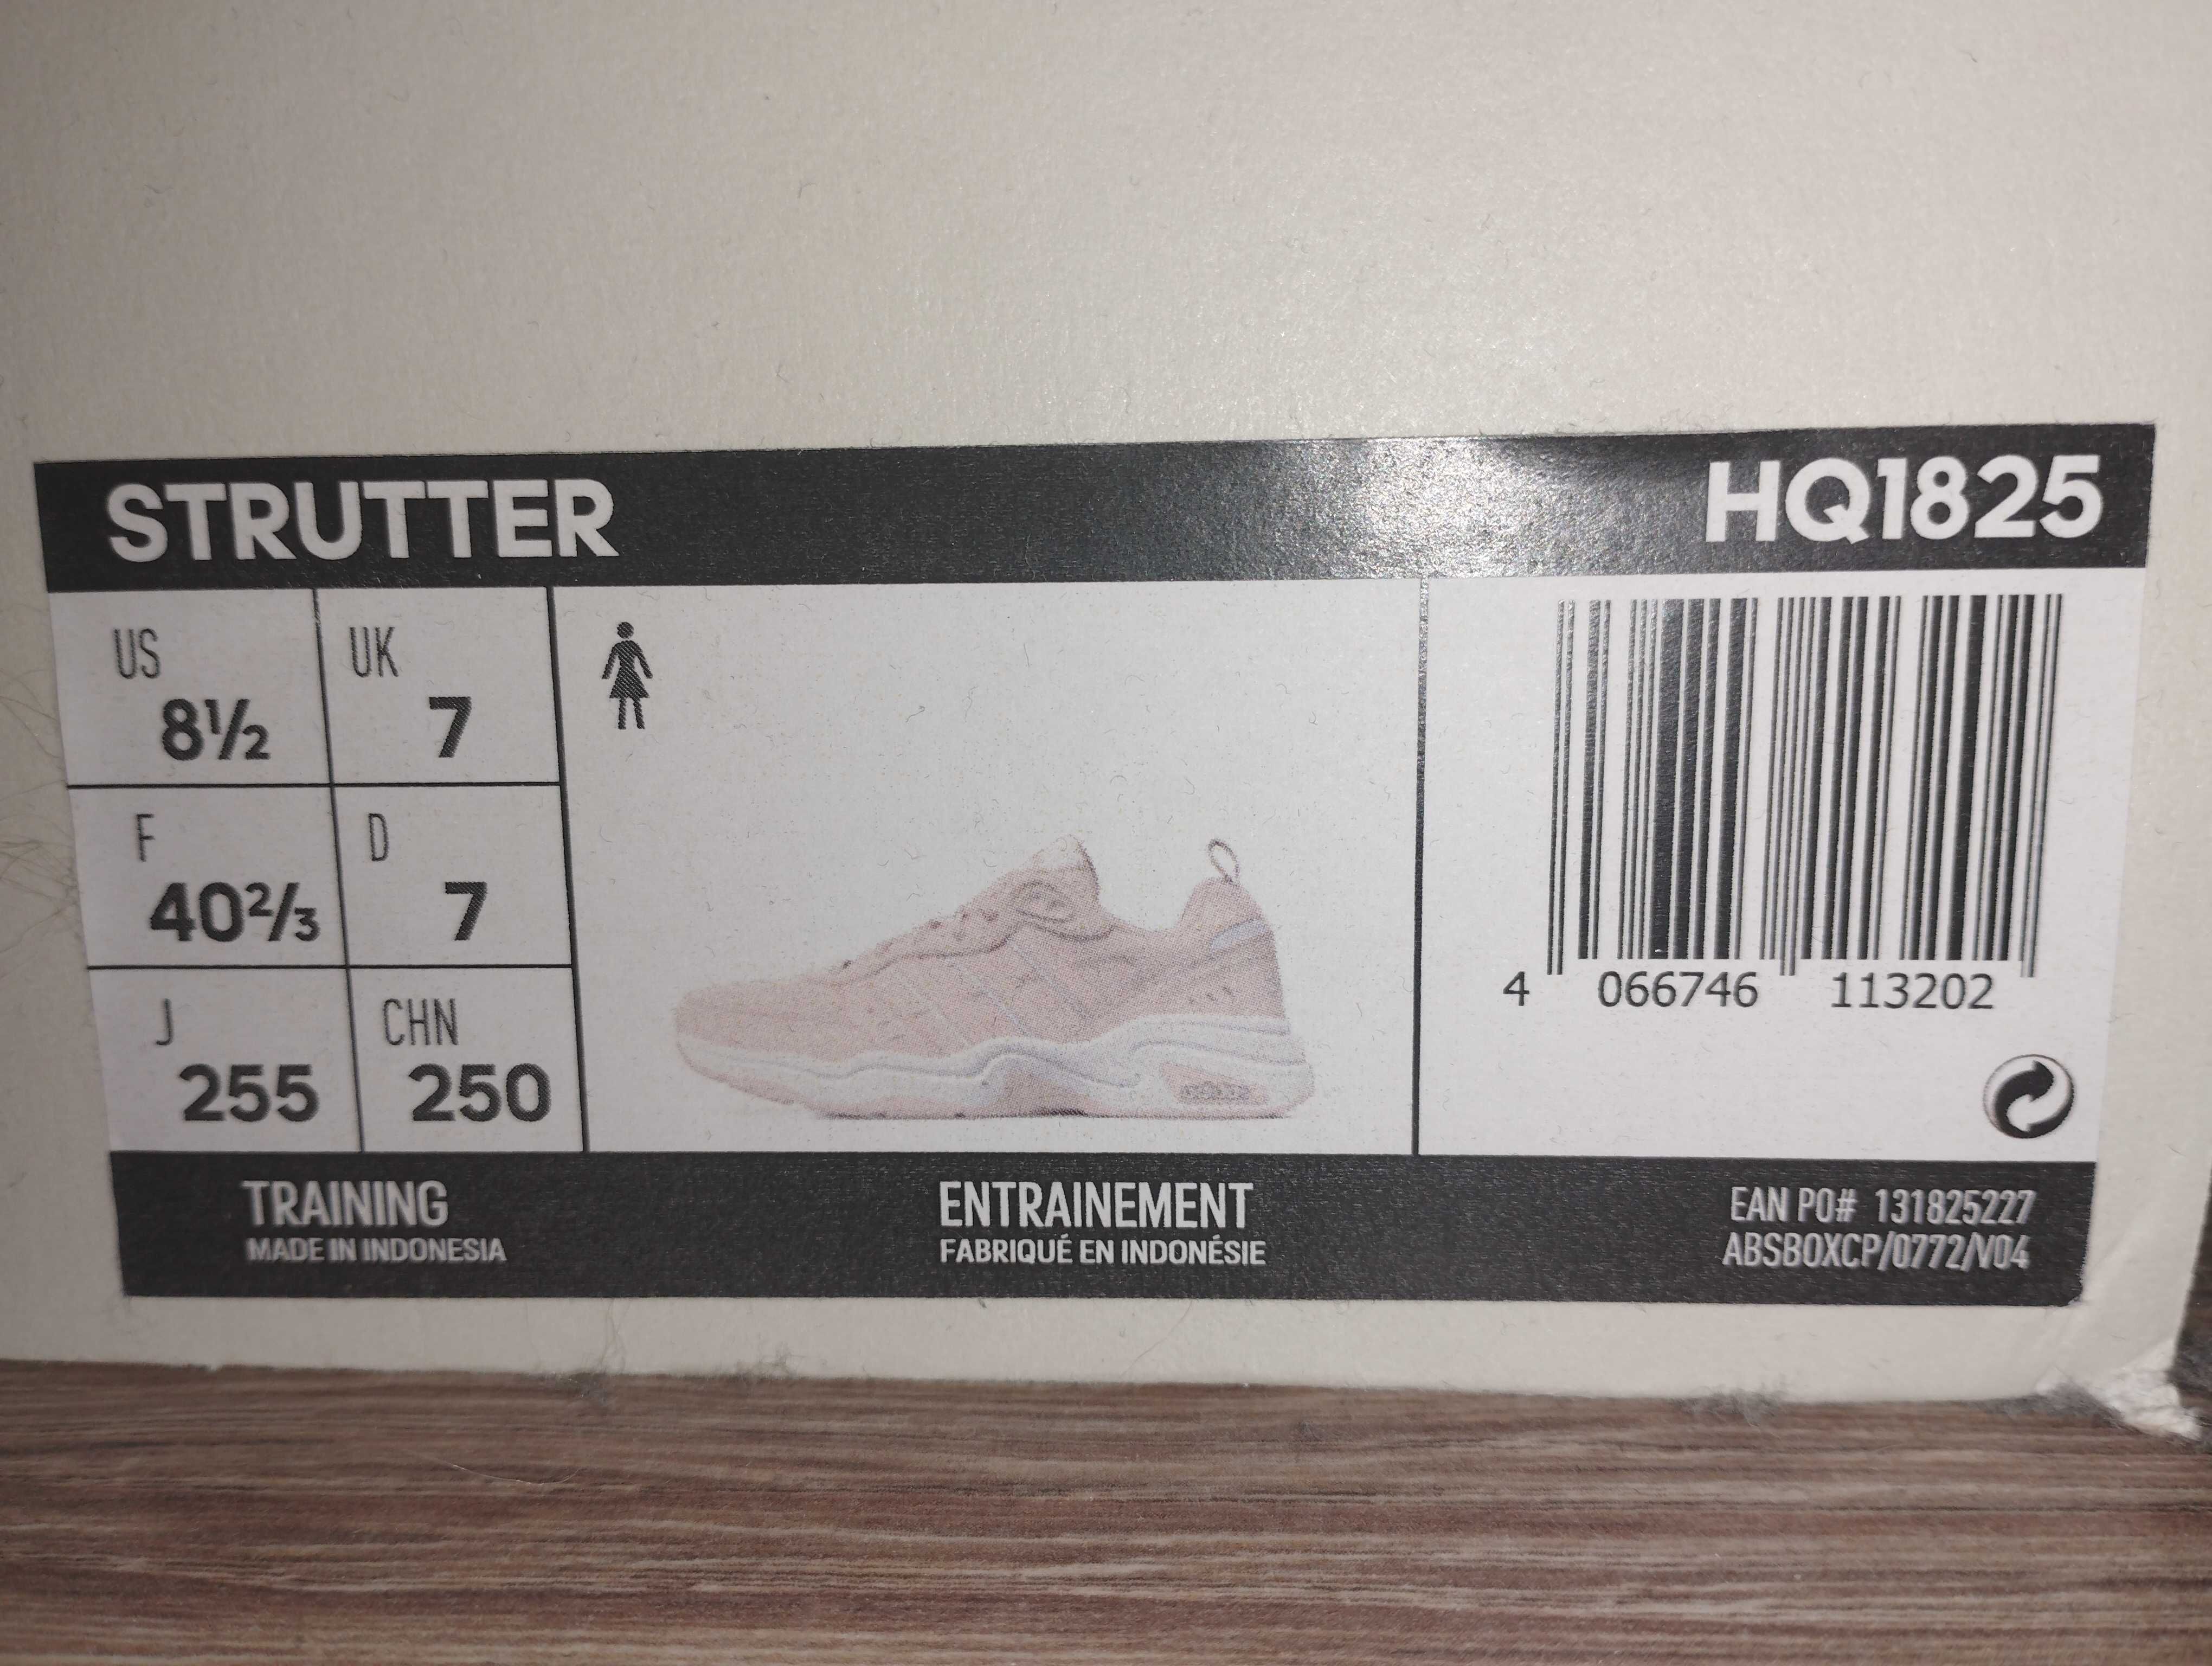 STRUTTER HQ1825
US UK
8½ 7
F D
40⅔ 7
J CHN
255 250
4 066746 113202
TRAINING
MADE IN INDONESIA
ENTRAINEMENT
FABRIQUÉ EN INDONÉSIE
EAN PO# 131825227
ABSBOXCP/0772/V04